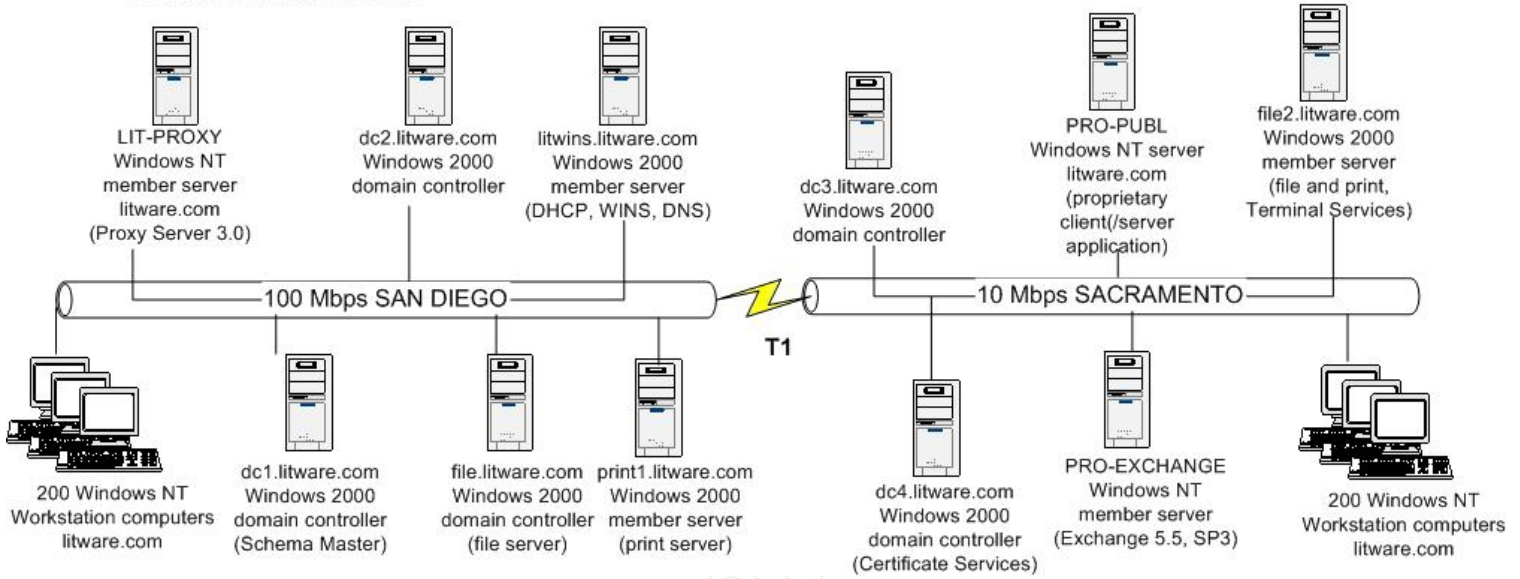 LIT-PROXY
Windows NT
member server
litware.com
(Proxy Server 3.0)
dc2.litware.com
Windows 2000
domain controller
litwins.litware.com
Windows 2000
member server
(DHCP, WINS, DNS)
dc3.litware.com
Windows 2000
domain controller
PRO-PUBL
Windows NT server
litware.com
(proprietary
client(/server
application)
file2.litware.com
Windows 2000
member server
(file and print,
Terminal Services)
100 Mbps SAN DIEGO
T1
10 Mbps SACRAMENTO
200 Windows NT
Workstation computers
litware.com
dc1.litware.com
Windows 2000
domain controller
(Schema Master)
file.litware.com
Windows 2000
domain controller
(file server)
print1.litware.com
Windows 2000
member server
(print server)
dc4.litware.com
Windows 2000
domain controller
(Certificate Services)
PRO-EXCHANGE
Windows NT
member server
(Exchange 5.5, SP3)
200 Windows NT
Workstation computers
litware.com